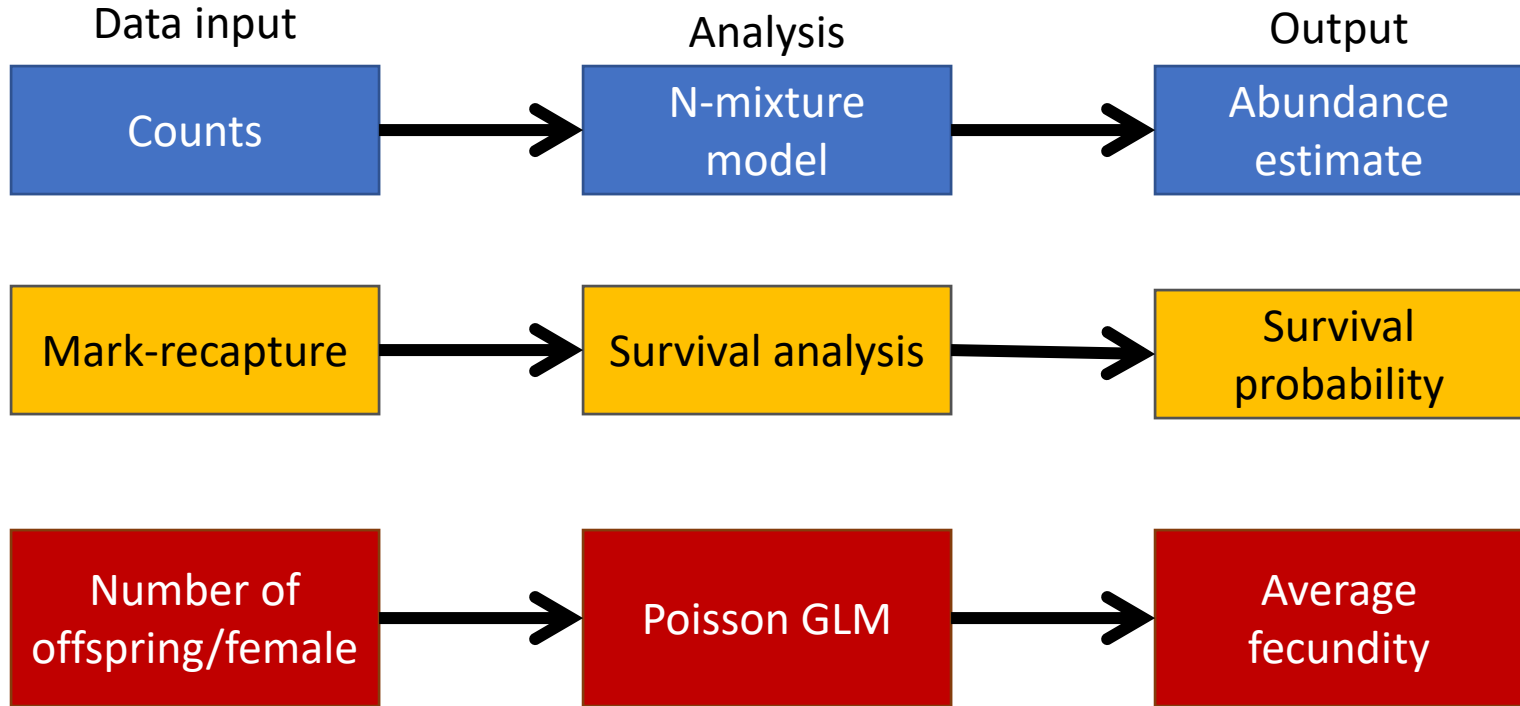 Data input
Analysis
Output
Counts
N-mixture
model
Abundance
estimate
Mark-recapture
Survival analysis
Survival
probability
Number of
offspring/female
Poisson GLM
Average
fecundity